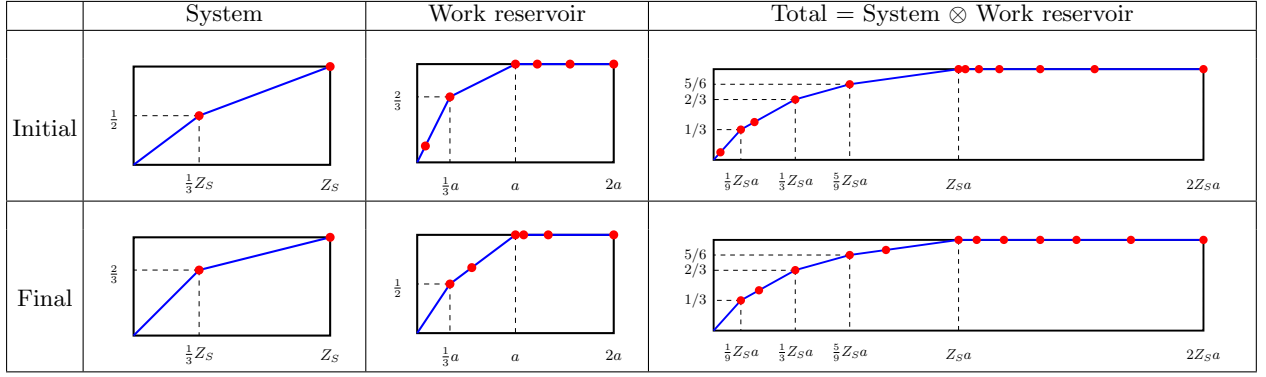 System Work reservoir Total = System ⊗ Work reservoir
Initial
1/2
1/3 Z_S Z_S
2/3
1/3 a a 2a
5/6
2/3
1/3
1/9 Z_S a 1/3 Z_S a 5/9 Z_S a Z_S a 2Z_S a
Final
2/3
1/3 Z_S Z_S
1/2
1/3 a a 2a
5/6
2/3
1/3
1/9 Z_S a 1/3 Z_S a 5/9 Z_S a Z_S a 2Z_S a